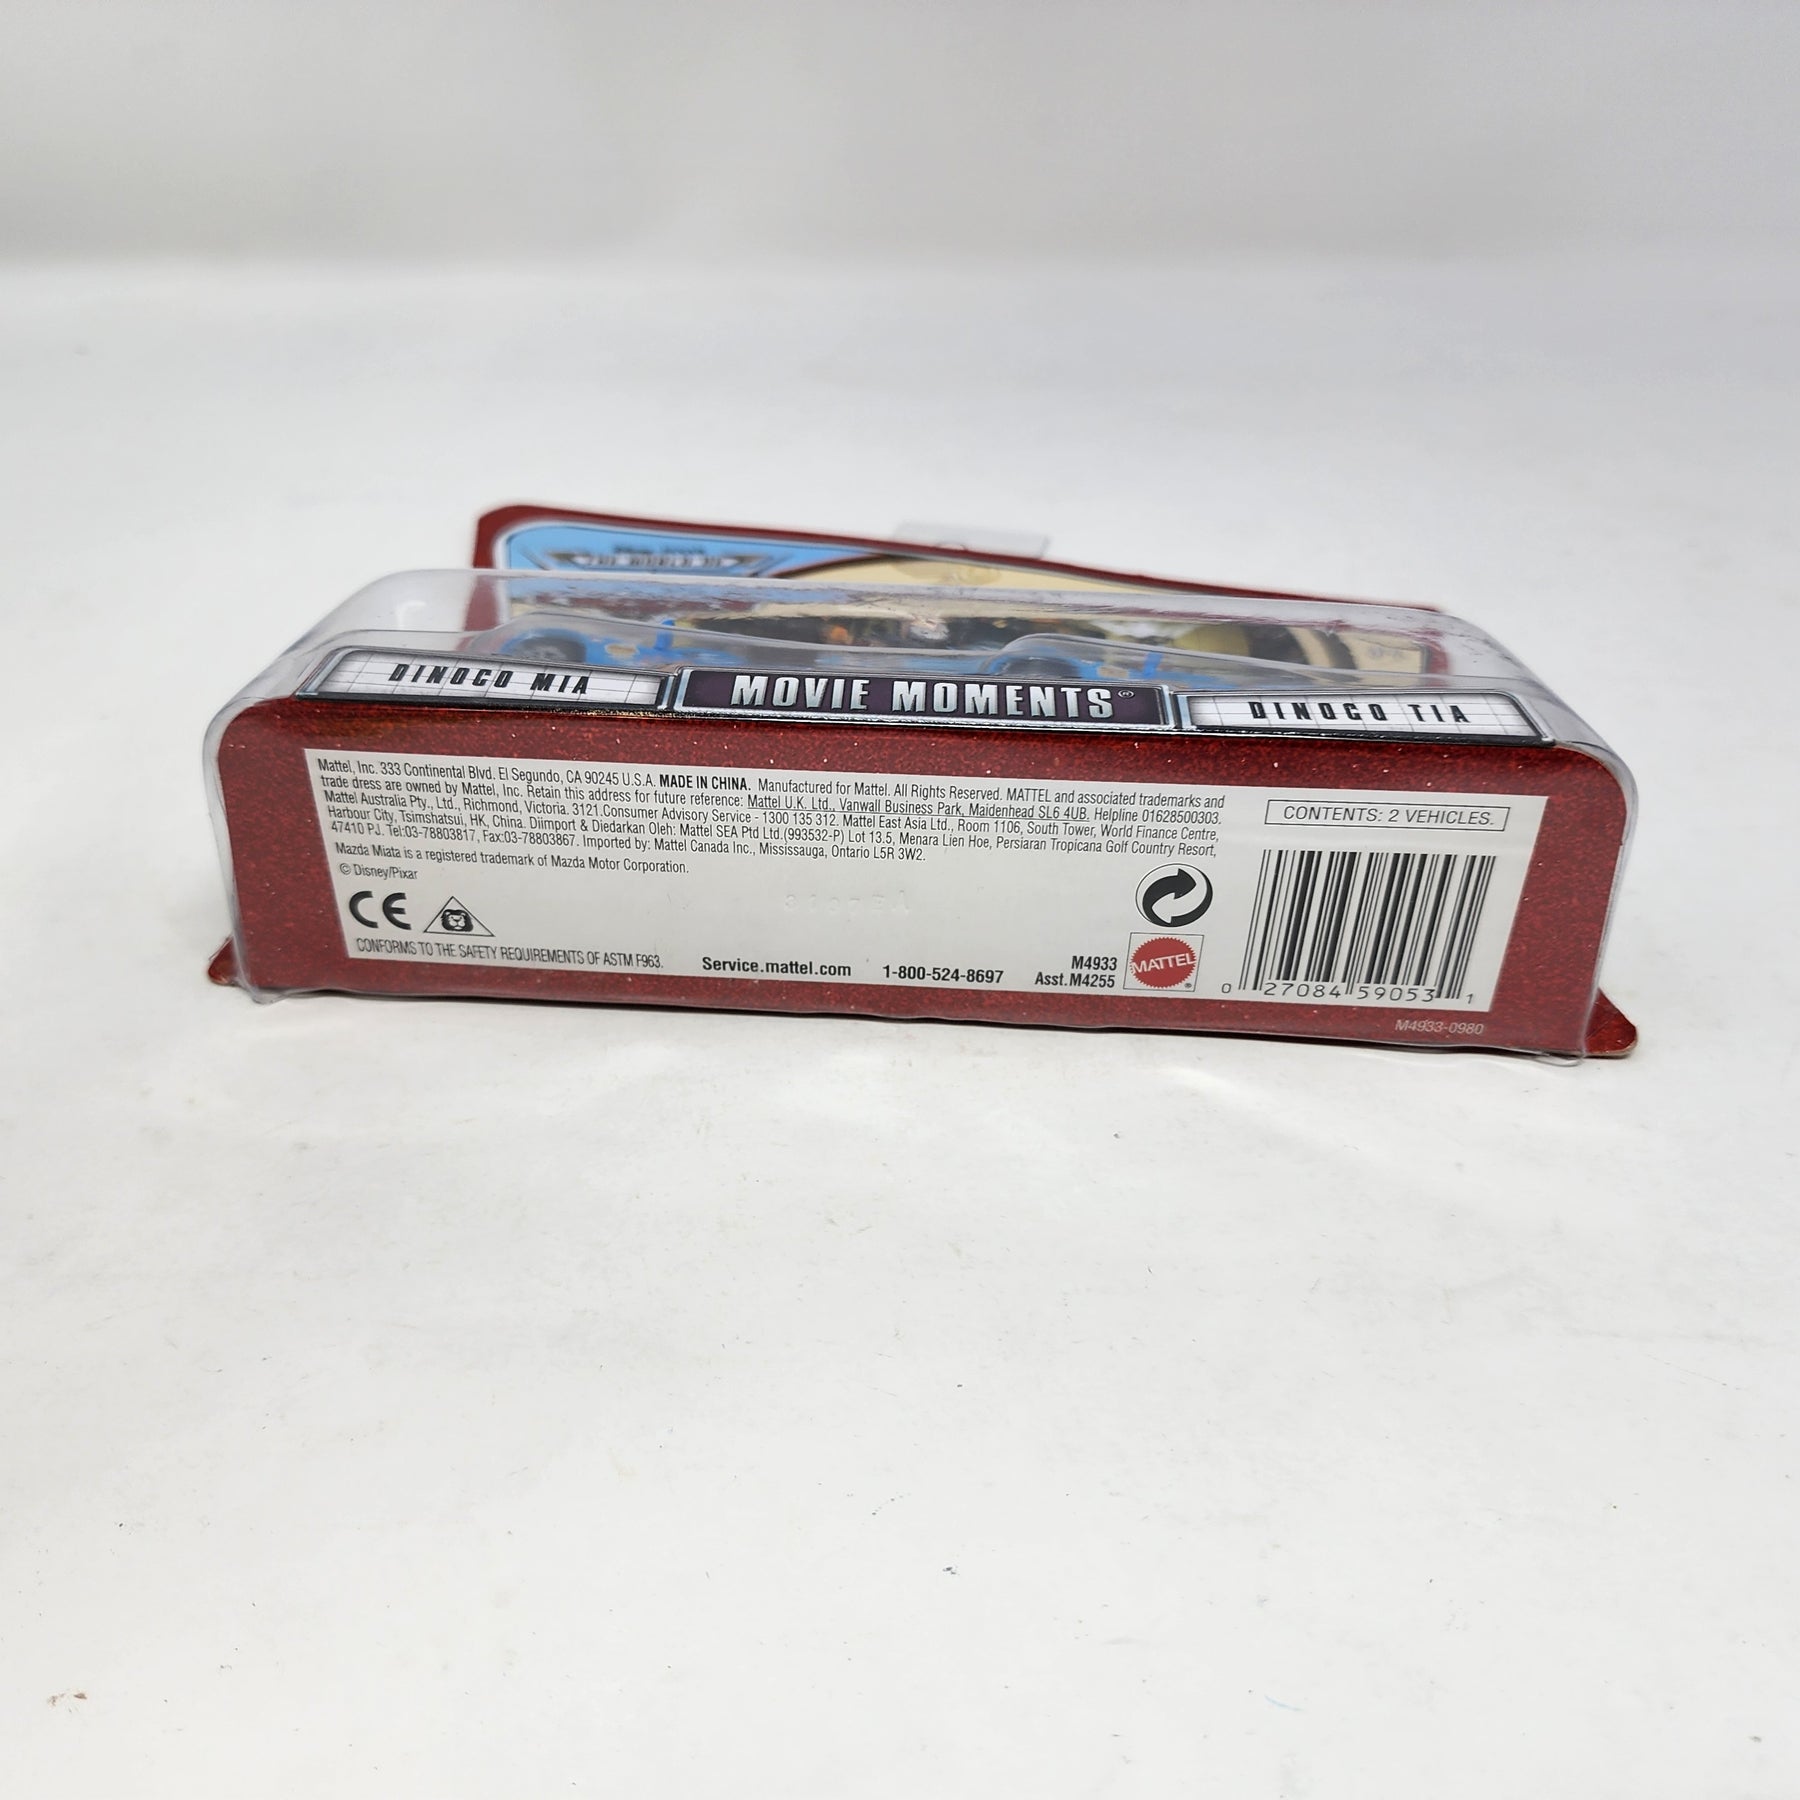 DINOCO MIA
MOVIE MOMENTS®
DINOCO TIA
Mattel, Inc. 333 Continental Blvd. El Segundo, CA 90245 U.S.A. MADE IN CHINA. Manufactured for Mattel. All Rights Reserved. MATTEL and associated trademarks and
trade dress are owned by Mattel, Inc. Retain this address for future reference: Mattel U.K. Ltd., Vanwall Business Park, Maidenhead SL6 4UB. Helpline 01628500303.
Mattel Australia Pty., Ltd., Richmond, Victoria. 3121.Consumer Advisory Service - 1300 135 312. Mattel East Asia Ltd., Room 1106, South Tower, World Finance Centre,
Harbour City, Tsimshatsui, HK, China. Diimport & Diedarkan Oleh: Mattel SEA Ptd Ltd.(993532-P) Lot 13.5, Menara Lien Hoe, Persiaran Tropicana Golf Country Resort,
47410 PJ. Tel:03-78803817, Fax:03-78803867. Imported by: Mattel Canada Inc., Mississauga, Ontario L5R 3W2.
Mazda Miata is a registered trademark of Mazda Motor Corporation.
© Disney/Pixar
CE
CONFORMS TO THE SAFETY REQUIREMENTS OF ASTM F963.
Service.mattel.com
1-800-524-8697
M4933
Asst.M4255
MATTEL®
CONTENTS: 2 VEHICLES.
0 27084 59053 1
M4933-0980